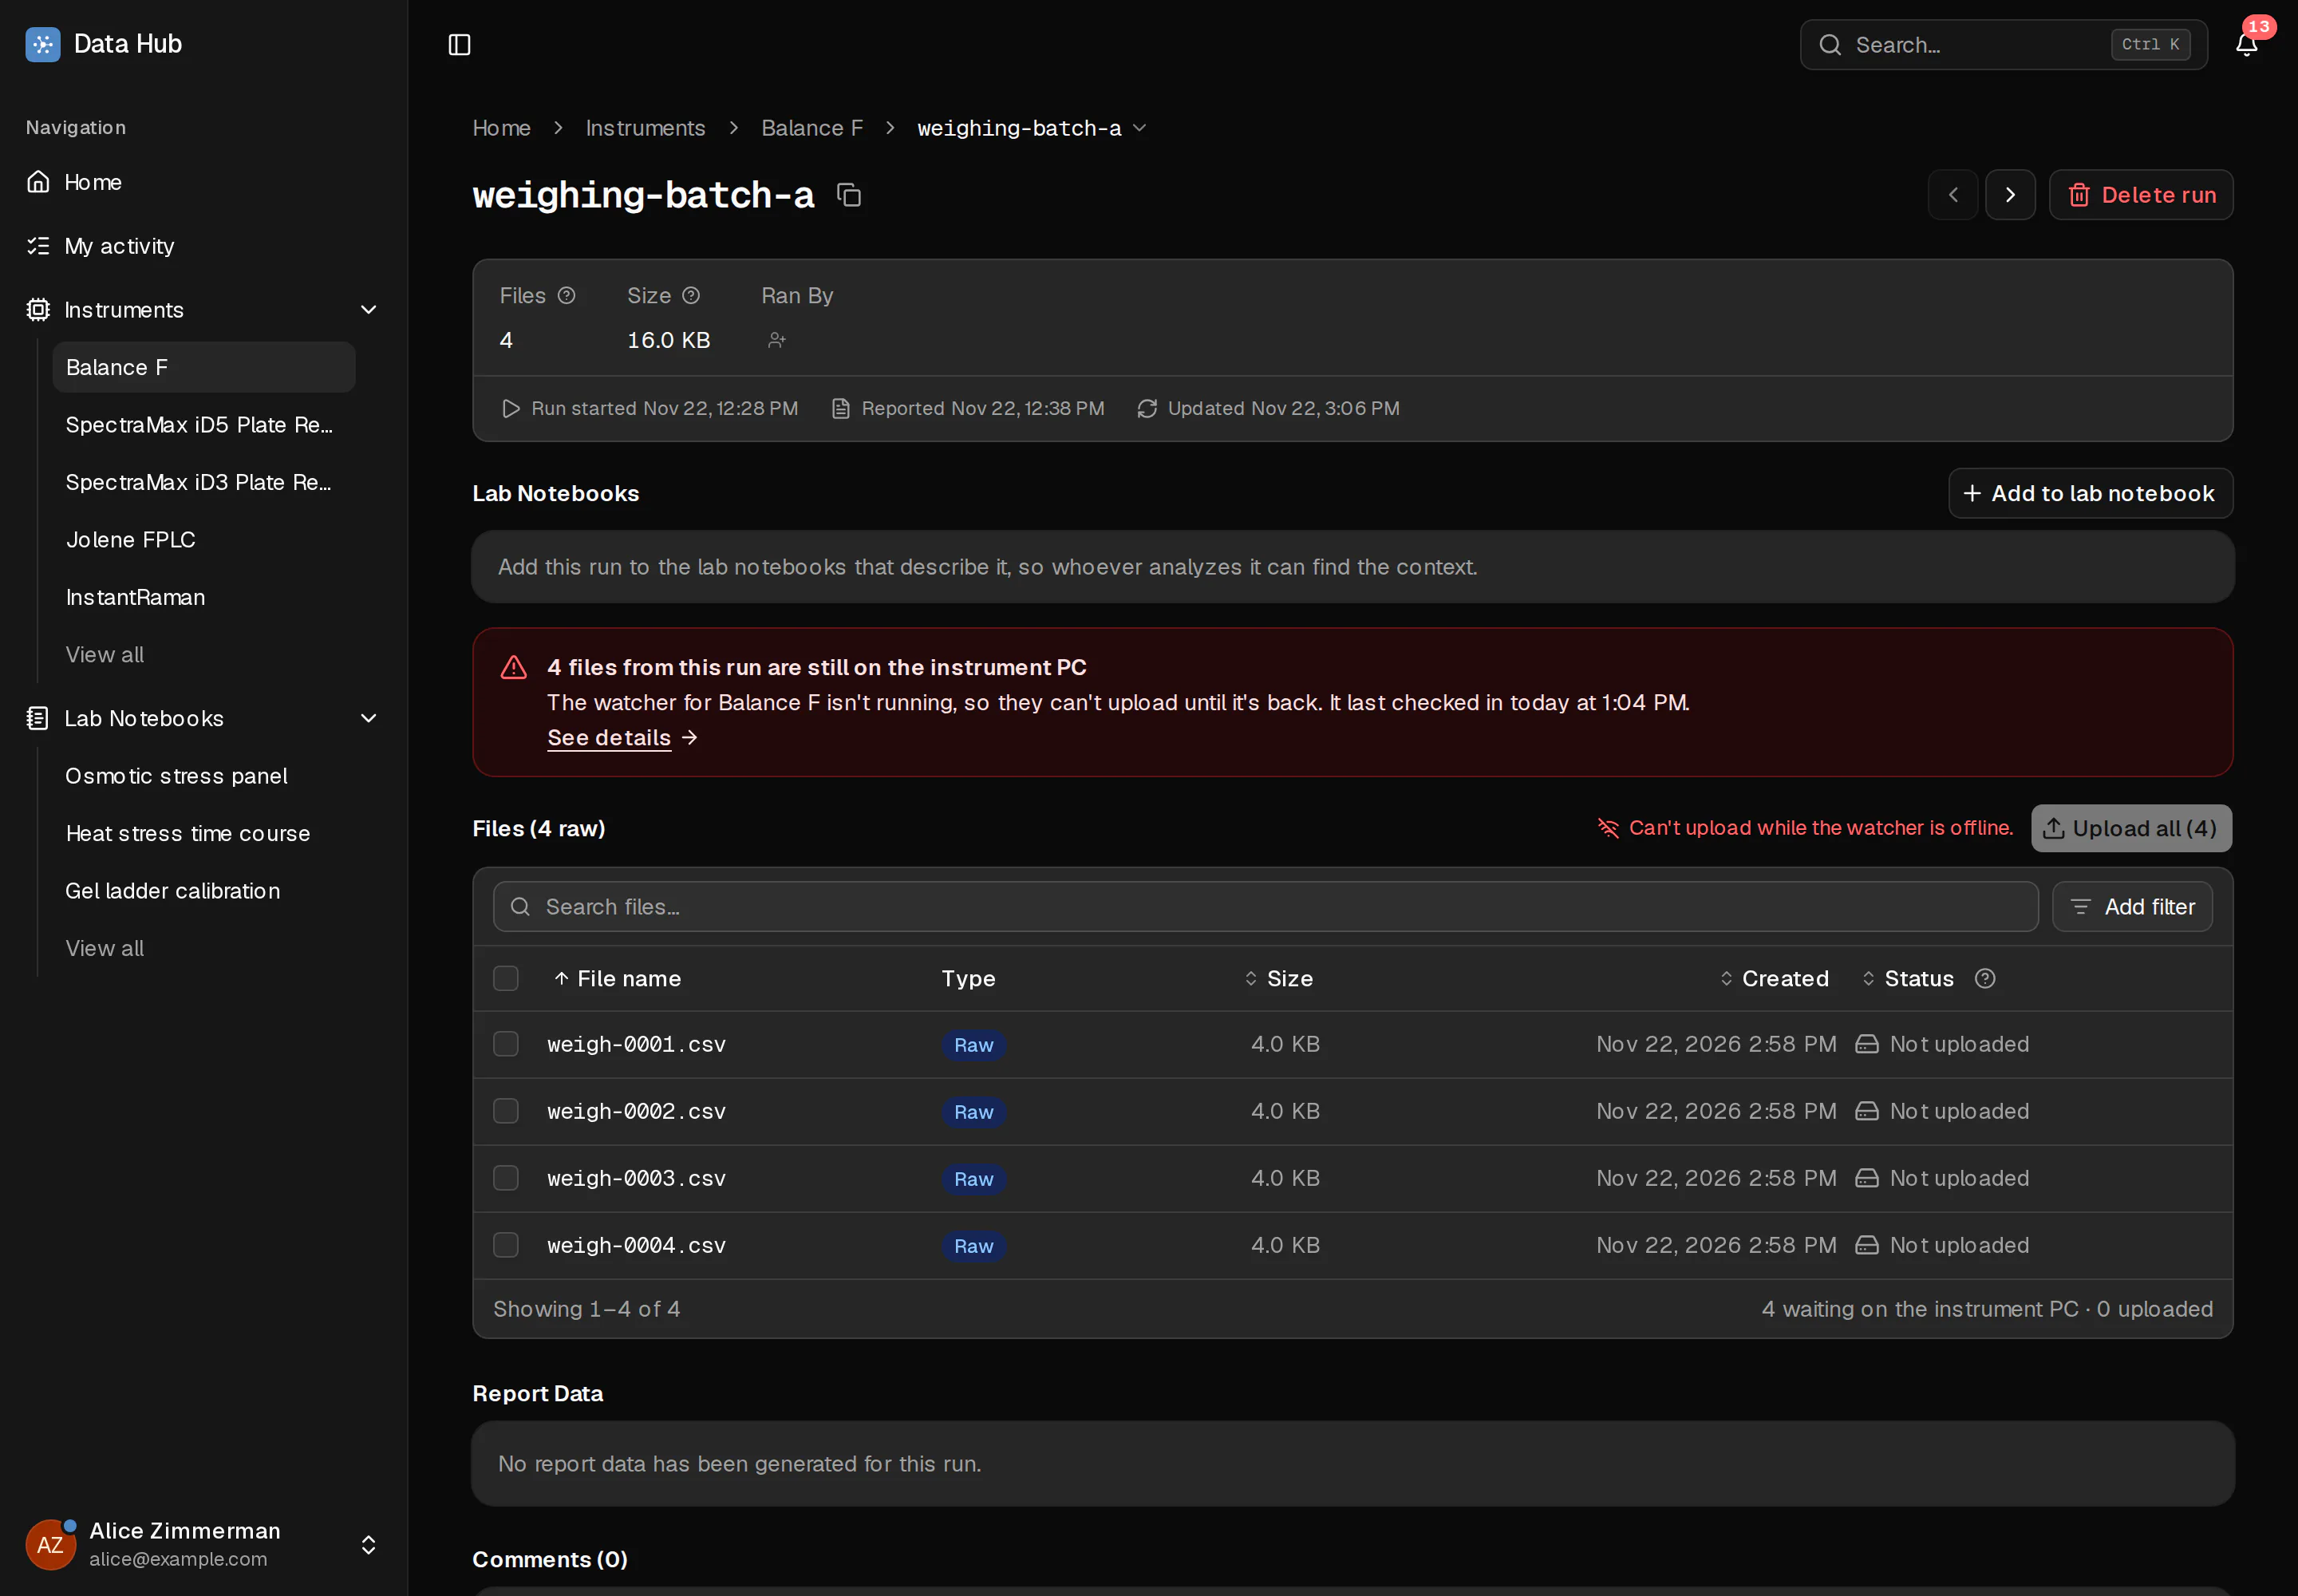 Data Hub
Search...
Ctrl K
13
Navigation
Home
My activity
Instruments
Balance F
SpectraMax iD5 Plate Re...
SpectraMax iD3 Plate Re...
Jolene FPLC
InstantRaman
View all
Lab Notebooks
Osmotic stress panel
Heat stress time course
Gel ladder calibration
View all
AZ
Alice Zimmerman
alice@example.com
Home > Instruments > Balance F > weighing-batch-a
weighing-batch-a
Delete run
Files Size Ran By
4 16.0 KB
Run started Nov 22, 12:28 PM Reported Nov 22, 12:38 PM Updated Nov 22, 3:06 PM
Lab Notebooks
Add to lab notebook
Add this run to the lab notebooks that describe it, so whoever analyzes it can find the context.
4 files from this run are still on the instrument PC
The watcher for Balance F isn't running, so they can't upload until it's back. It last checked in today at 1:04 PM.
See details →
Files (4 raw)
Can't upload while the watcher is offline.
Upload all (4)
Search files...
Add filter
File name Type Size Created Status
weigh-0001.csv Raw 4.0 KB Nov 22, 2026 2:58 PM Not uploaded
weigh-0002.csv Raw 4.0 KB Nov 22, 2026 2:58 PM Not uploaded
weigh-0003.csv Raw 4.0 KB Nov 22, 2026 2:58 PM Not uploaded
weigh-0004.csv Raw 4.0 KB Nov 22, 2026 2:58 PM Not uploaded
Showing 1–4 of 4
4 waiting on the instrument PC · 0 uploaded
Report Data
No report data has been generated for this run.
Comments (0)